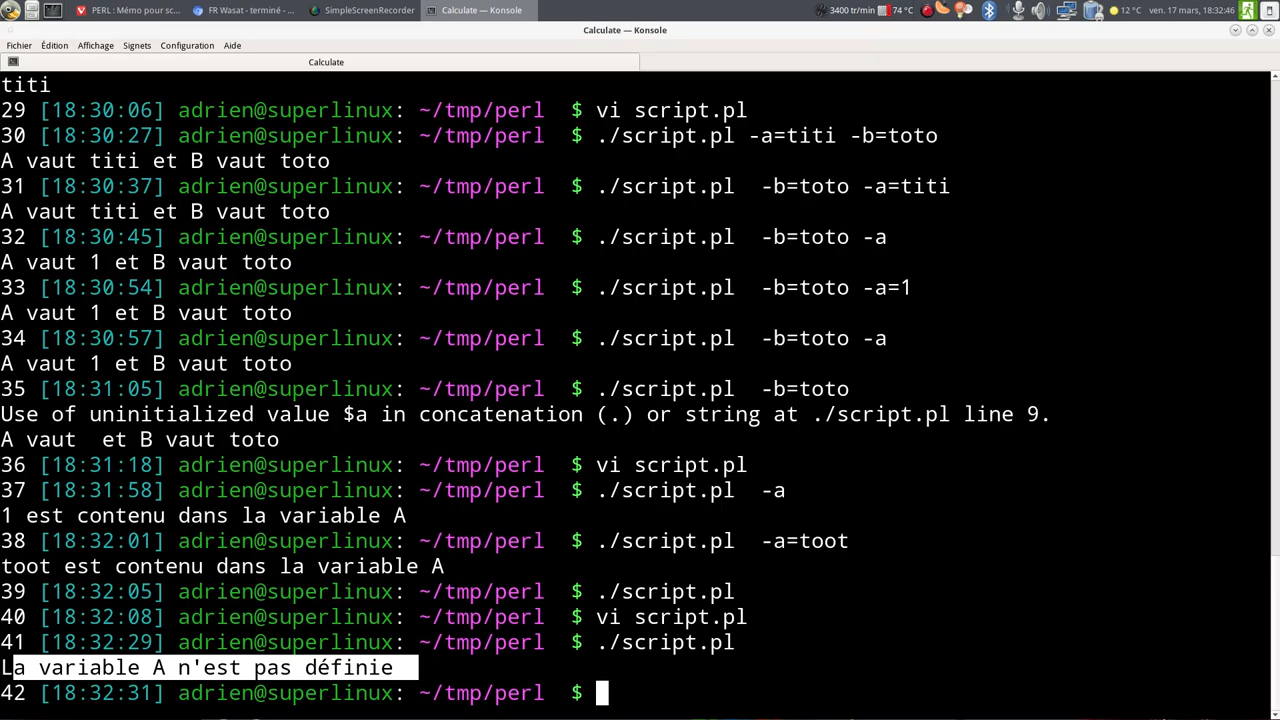 PERL : Mémo pour sc...
FR Wasat - terminé - ...
SimpleScreenRecorder
Calculate — Konsole
3400 tr/min
74 °C
12 °C
ven. 17 mars, 18:32:46
Calculate — Konsole
Fichier Édition Affichage Signets Configuration Aide
Calculate
titi
29 [18:30:06] adrien@superlinux: ~/tmp/perl $ vi script.pl
30 [18:30:27] adrien@superlinux: ~/tmp/perl $ ./script.pl -a=titi -b=toto
A vaut titi et B vaut toto
31 [18:30:37] adrien@superlinux: ~/tmp/perl $ ./script.pl  -b=toto -a=titi
A vaut titi et B vaut toto
32 [18:30:45] adrien@superlinux: ~/tmp/perl $ ./script.pl  -b=toto -a
A vaut 1 et B vaut toto
33 [18:30:54] adrien@superlinux: ~/tmp/perl $ ./script.pl  -b=toto -a=1
A vaut 1 et B vaut toto
34 [18:30:57] adrien@superlinux: ~/tmp/perl $ ./script.pl  -b=toto -a
A vaut 1 et B vaut toto
35 [18:31:05] adrien@superlinux: ~/tmp/perl $ ./script.pl  -b=toto
Use of uninitialized value $a in concatenation (.) or string at ./script.pl line 9.
A vaut  et B vaut toto
36 [18:31:18] adrien@superlinux: ~/tmp/perl $ vi script.pl
37 [18:31:58] adrien@superlinux: ~/tmp/perl $ ./script.pl  -a
1 est contenu dans la variable A
38 [18:32:01] adrien@superlinux: ~/tmp/perl $ ./script.pl  -a=toot
toot est contenu dans la variable A
39 [18:32:05] adrien@superlinux: ~/tmp/perl $ ./script.pl
40 [18:32:08] adrien@superlinux: ~/tmp/perl $ vi script.pl
41 [18:32:29] adrien@superlinux: ~/tmp/perl $ ./script.pl
La variable A n'est pas définie
42 [18:32:31] adrien@superlinux: ~/tmp/perl $